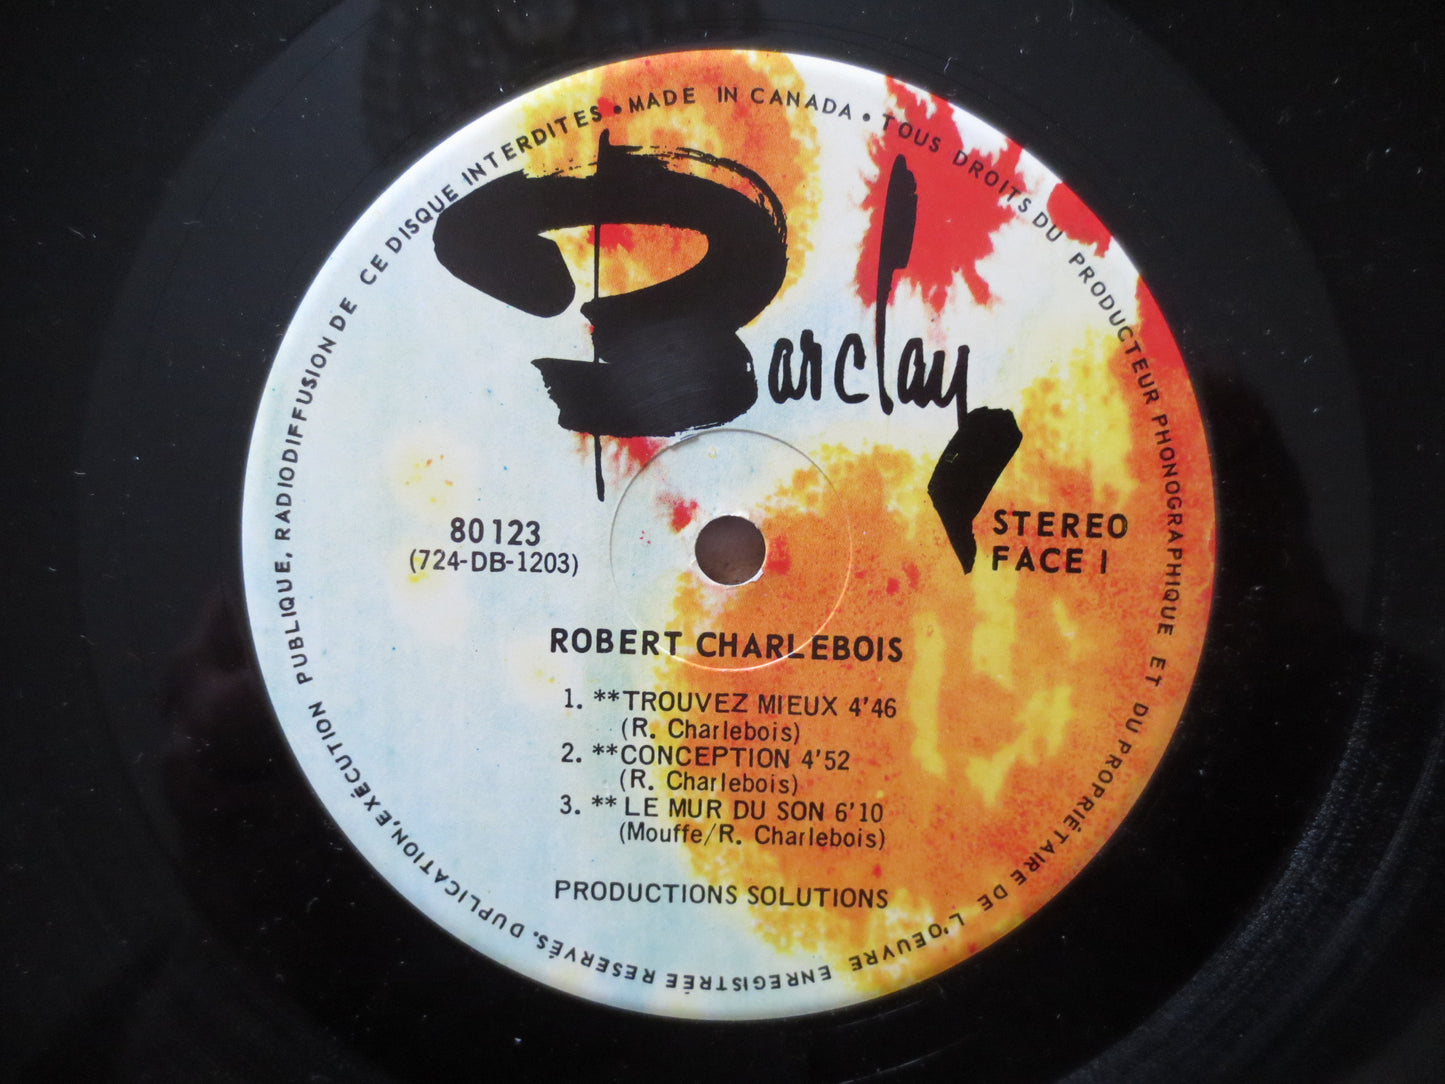 Barclay
MADE IN CANADA • TOUS DROITS DU PRODUCTEUR PHONOGRAPHIQUE ET DU PROPRIÉTAIRE DE L'OEUVRE ENREGISTRÉE RESERVÉS. DUPLICATION, EXÉCUTION PUBLIQUE, RADIODIFFUSION DE CE DISQUE INTERDITES •
80 123
(724-DB-1203)
STEREO
FACE 1
ROBERT CHARLEBOIS
1. **TROUVEZ MIEUX 4'46
(R. Charlebois)
2. **CONCEPTION 4'52
(R. Charlebois)
3. **LE MUR DU SON 6'10
(Mouffe/R. Charlebois)
PRODUCTIONS SOLUTIONS